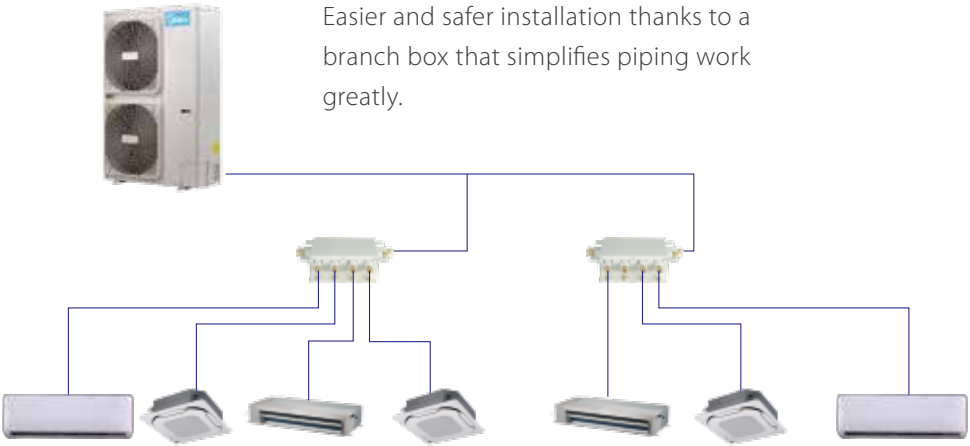 Easier and safer installation thanks to a
branch box that simplifies piping work
greatly.